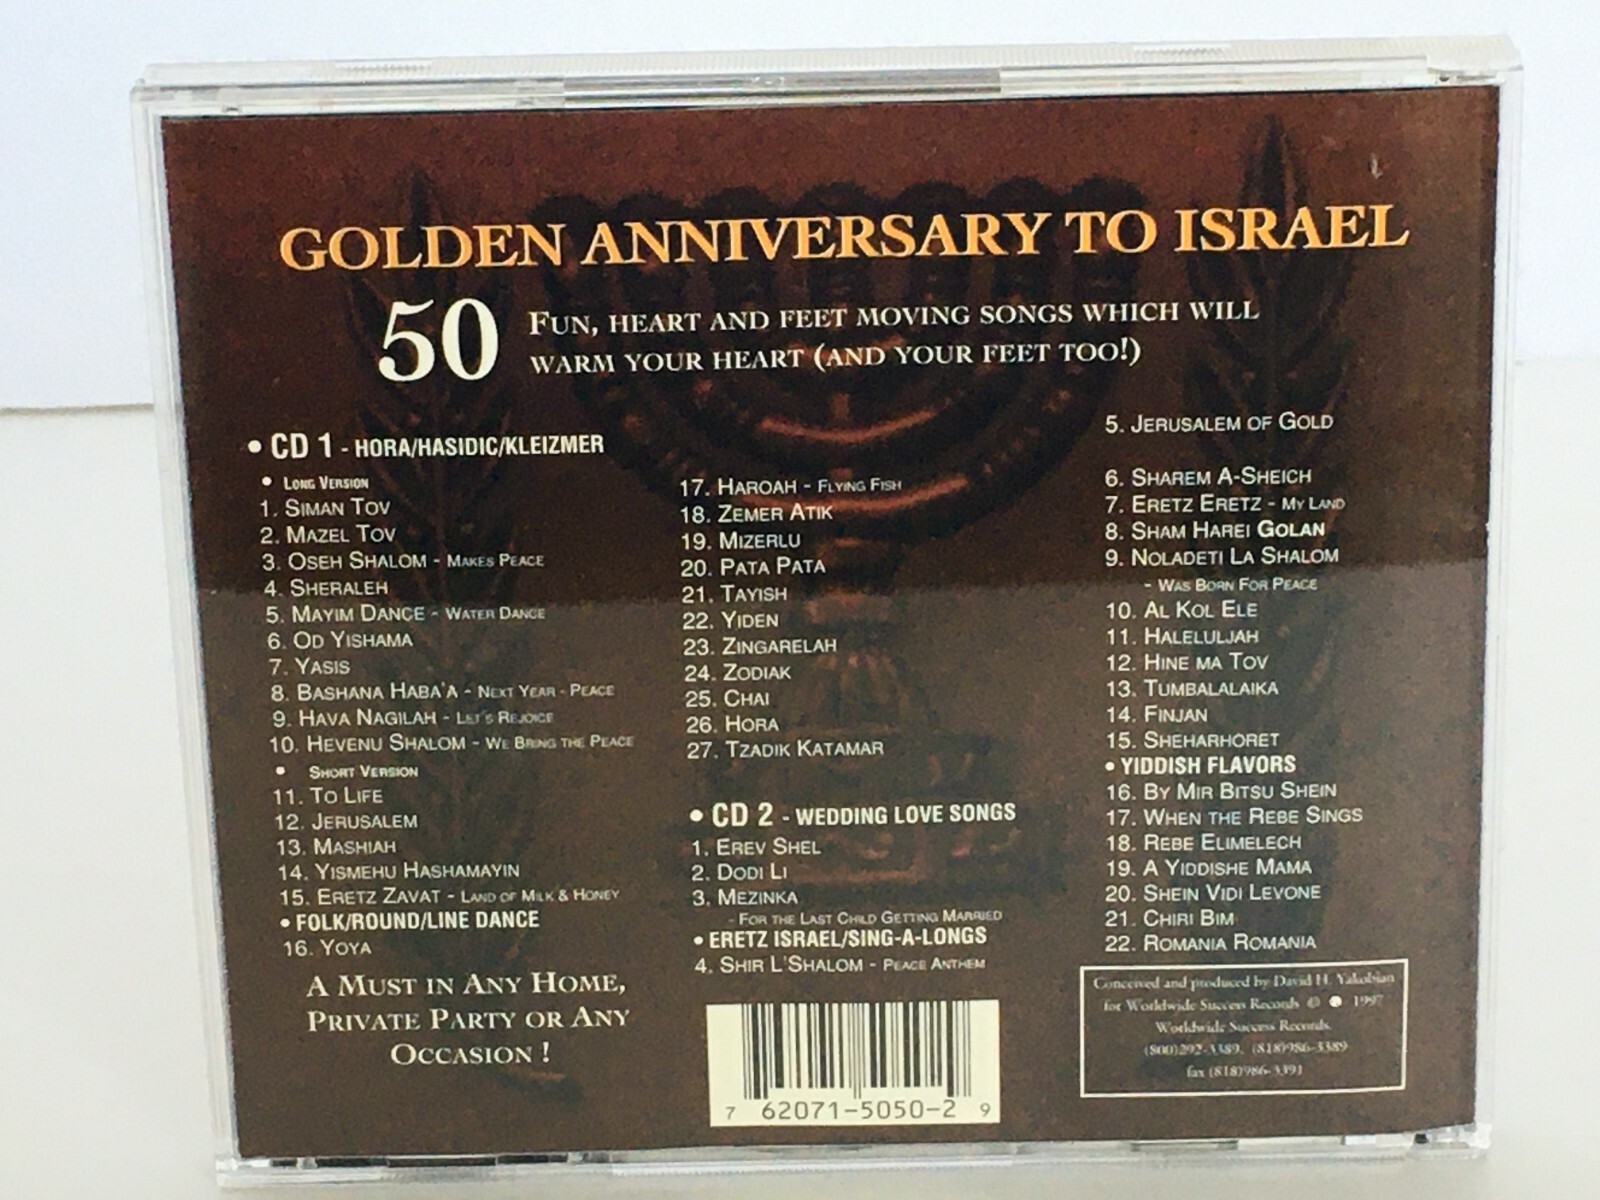 GOLDEN ANNIVERSARY TO ISRAEL
50 FUN, HEART AND FEET MOVING SONGS WHICH WILL
WARM YOUR HEART (AND YOUR FEET TOO!)
• CD 1 - HORA/HASIDIC/KLEIZMER
• LONG VERSION
1. SIMAN TOV
2. MAZEL TOV
3. OSEH SHALOM - MAKES PEACE
4. SHERALEH
5. MAYIM DANCE - WATER DANCE
6. OD YISHAMA
7. YASIS
8. BASHANA HABA'A - NEXT YEAR - PEACE
9. HAVA NAGILAH - LET'S REJOICE
10. HEVENU SHALOM - WE BRING THE PEACE
• SHORT VERSION
11. TO LIFE
12. JERUSALEM
13. MASHIAH
14. YISMEHU HASHAMAYIN
15. ERETZ ZAVAT - LAND OF MILK & HONEY
• FOLK/ROUND/LINE DANCE
16. YOYA
A MUST IN ANY HOME,
PRIVATE PARTY OR ANY
OCCASION !
17. HAROAH - FLYING FISH
18. ZEMER ATIK
19. MIZERLU
20. PATA PATA
21. TAYISH
22. YIDEN
23. ZINGARELAH
24. ZODIAK
25. CHAI
26. HORA
27. TZADIK KATAMAR
• CD 2 - WEDDING LOVE SONGS
1. EREV SHEL
2. DODI LI
3. MEZINKA
- FOR THE LAST CHILD GETTING MARRIED
• ERETZ ISRAEL/SING-A-LONGS
4. SHIR L'SHALOM - PEACE ANTHEM
7 62071-5050-2 9
5. JERUSALEM OF GOLD
6. SHAREM A-SHEICH
7. ERETZ ERETZ - MY LAND
8. SHAM HAREI GOLAN
9. NOLADETI LA SHALOM
- WAS BORN FOR PEACE
10. AL KOL ELE
11. HALELULJAH
12. HINE MA TOV
13. TUMBALALAIKA
14. FINJAN
15. SHEHARHORET
• YIDDISH FLAVORS
16. BY MIR BITSU SHEIN
17. WHEN THE REBE SINGS
18. REBE ELIMELECH
19. A YIDDISHE MAMA
20. SHEIN VIDI LEVONE
21. CHIRI BIM
22. ROMANIA ROMANIA
Conceived and produced by David H. Yakobian
for Worldwide Success Records © ℗ 1997
Worldwide Success Records
(800)292-3389, (818)986-3389
fax (818)986-3391